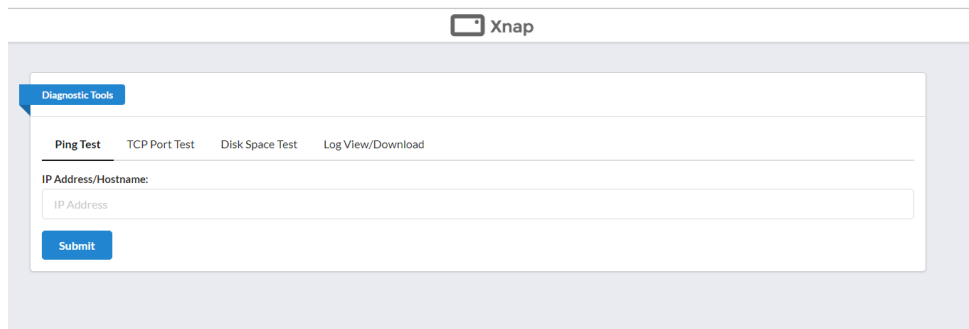 Xnap
Diagnostic Tools
Ping Test TCP Port Test Disk Space Test Log View/Download
IP Address/Hostname:
IP Address
Submit